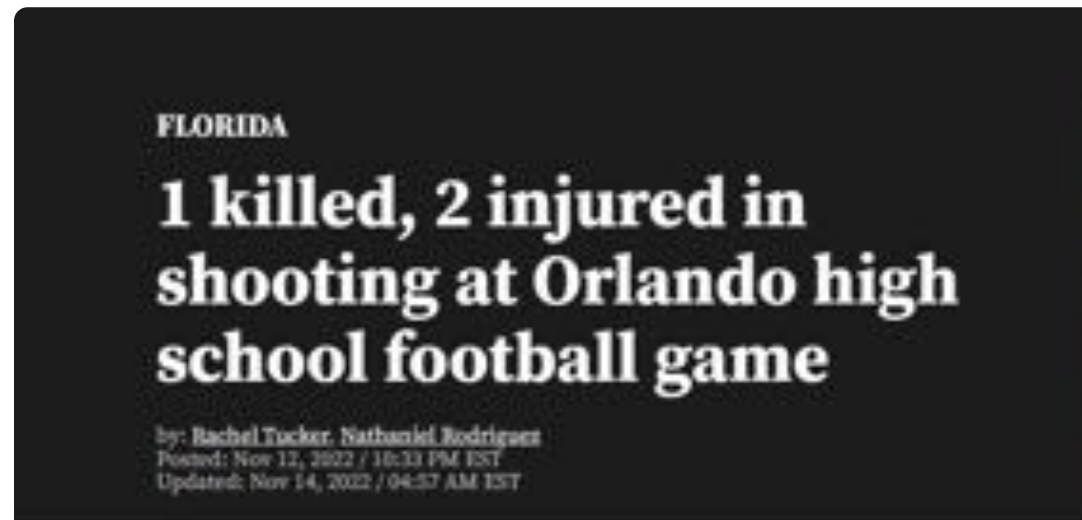 FLORIDA
1 killed, 2 injured in
shooting at Orlando high
school football game
by: Rachel Tucker, Nathaniel Rodriguez
Posted: Nov 12, 2022 / 10:33 PM EST
Updated: Nov 14, 2022 / 04:57 AM EST